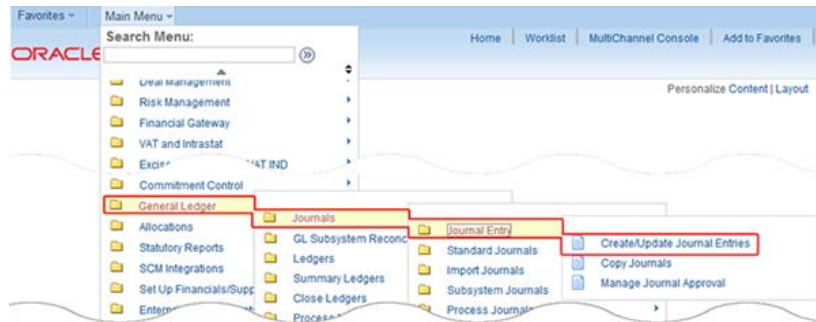 Favorites Main Menu
Search Menu:
Home Worklist MultiChannel Console Add to Favorites
ORACLE
Personalize Content | Layout
Deal Management
Risk Management
Financial Gateway
VAT and Intrastat
VAT IND
Commitment Control
General Ledger
Journals
Journal Entry
Allocations
GL Subsystem Reconc
Standard Journals
Create/Update Journal Entries
Statutory Reports
Ledgers
Import Journals
Copy Journals
SCM Integrations
Summary Ledgers
Subsystem Journals
Manage Journal Approval
Set Up Financials/Supp
Close Ledgers
Process Journals